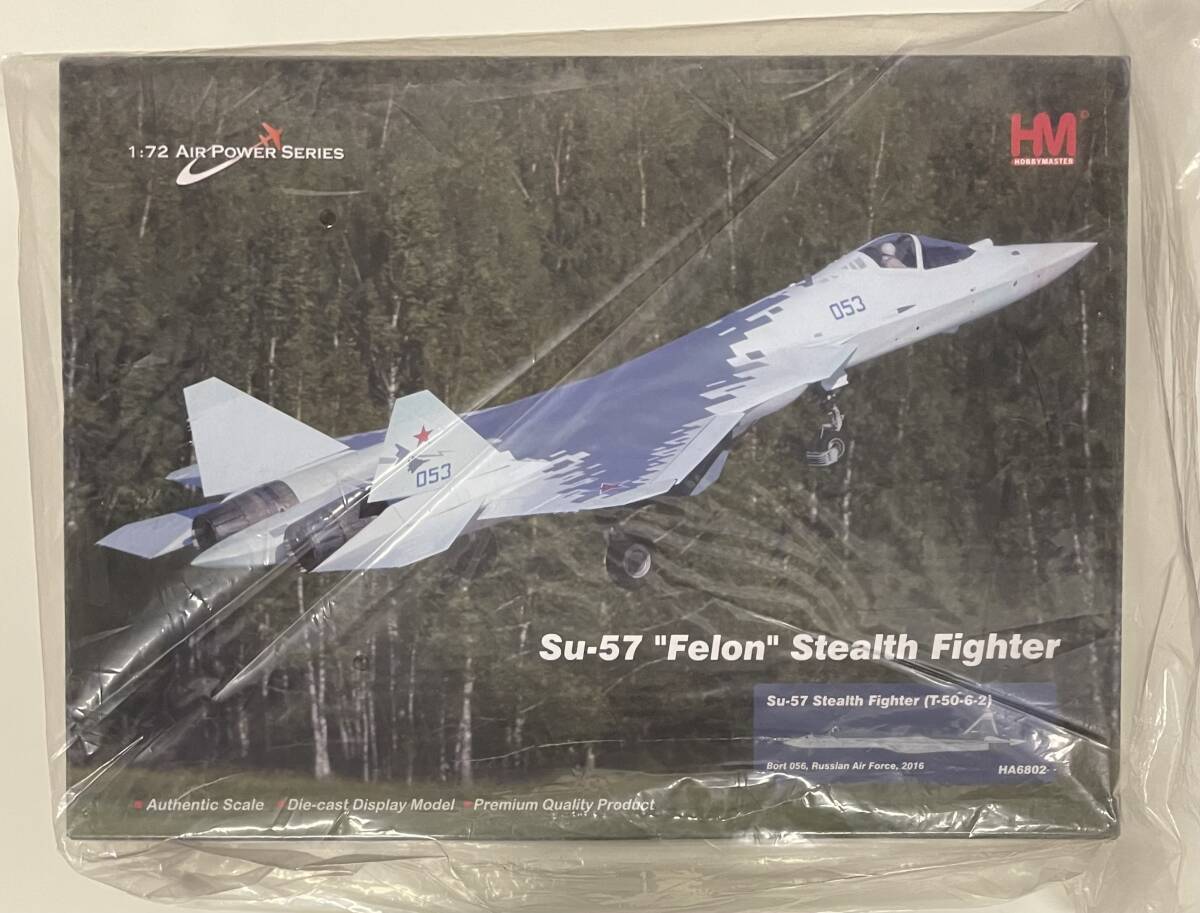 1:72 AIR POWER SERIES
HM
HOBBYMASTER
053
053
Su-57 "Felon" Stealth Fighter
Su-57 Stealth Fighter (T-50-6-2)
Bort 056, Russian Air Force, 2016
HA6802
Authentic Scale Die-cast Display Model Premium Quality Product